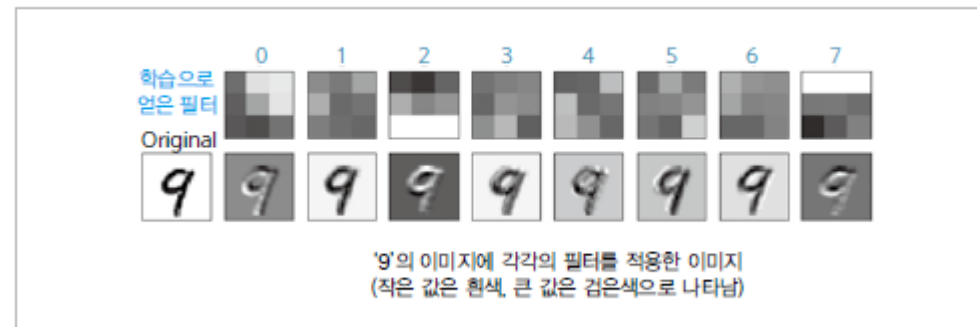 0 1 2 3 4 5 6 7
학습으로
얻은 필터
Original
'9'의 이미지에 각각의 필터를 적용한 이미지
(작은 값은 흰색, 큰 값은 검은색으로 나타남)